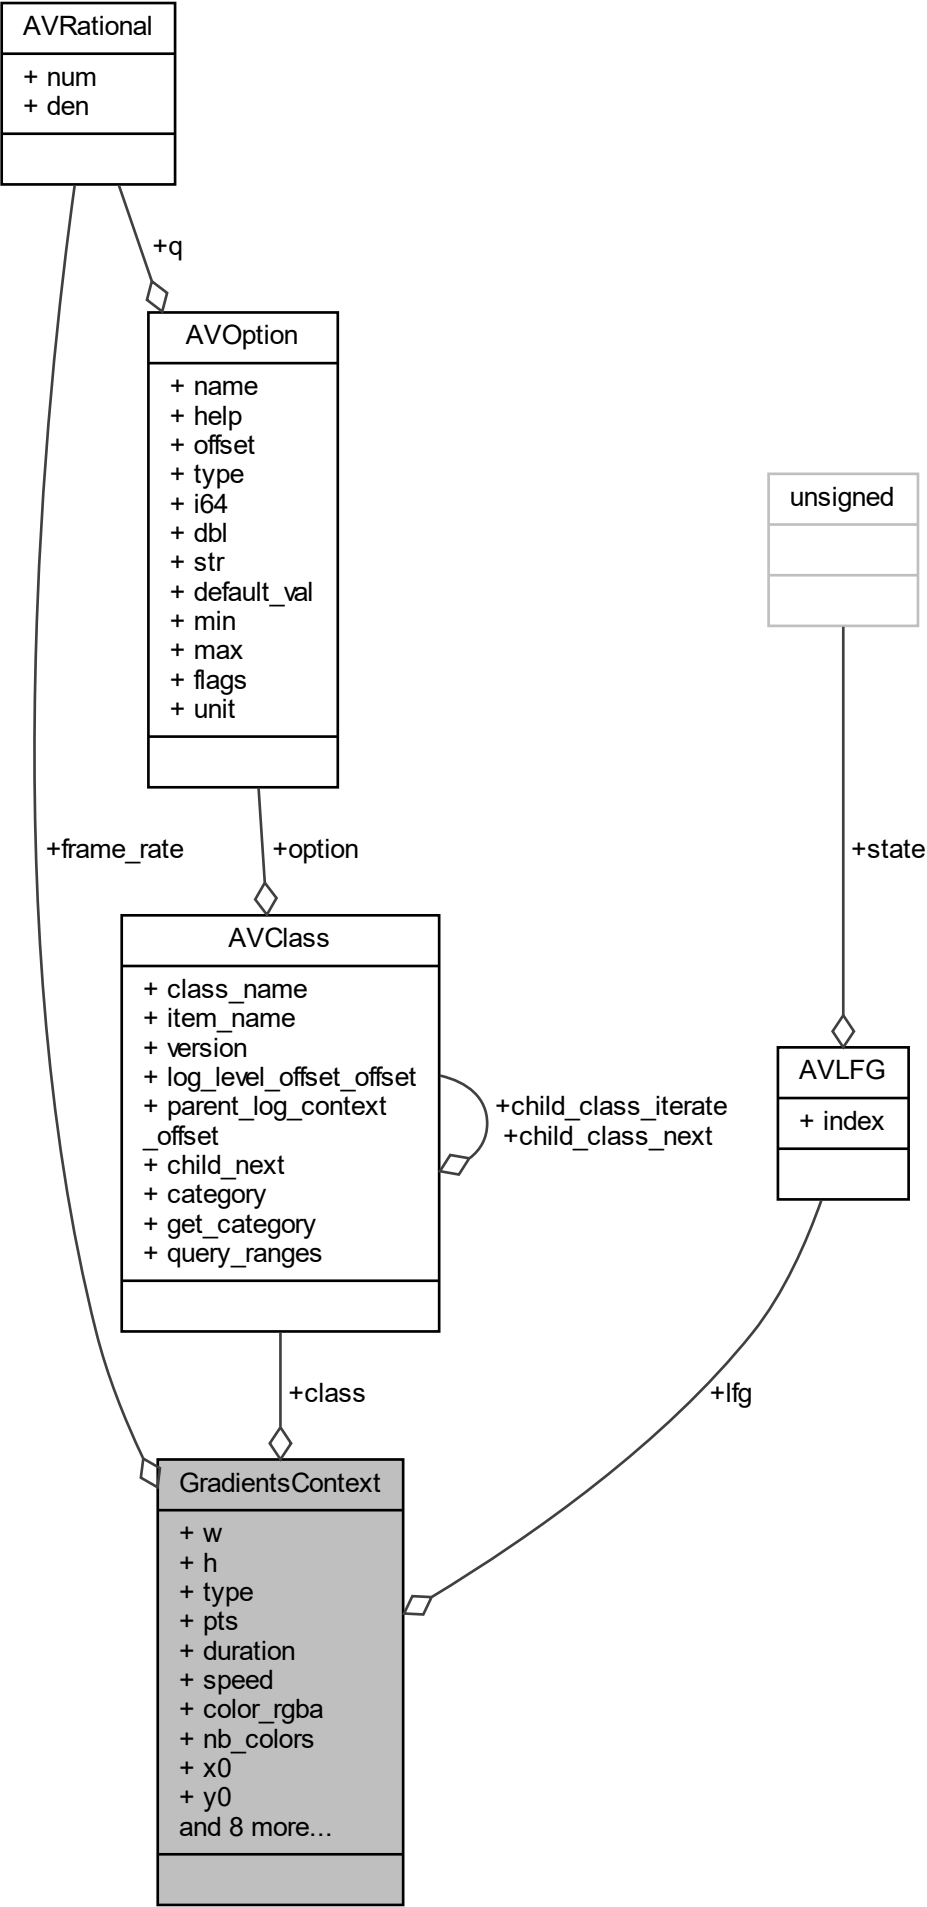 AVRational
+ num
+ den
+q
AVOption
+ name
+ help
+ offset
+ type
+ i64
+ dbl
+ str
+ default_val
+ min
+ max
+ flags
+ unit
unsigned
+frame_rate
+option
+state
AVClass
+ class_name
+ item_name
+ version
+ log_level_offset_offset
+ parent_log_context
_offset
+ child_next
+ category
+ get_category
+ query_ranges
+child_class_iterate
+child_class_next
AVLFG
+ index
+class
+lfg
GradientsContext
+ w
+ h
+ type
+ pts
+ duration
+ speed
+ color_rgba
+ nb_colors
+ x0
+ y0
and 8 more...